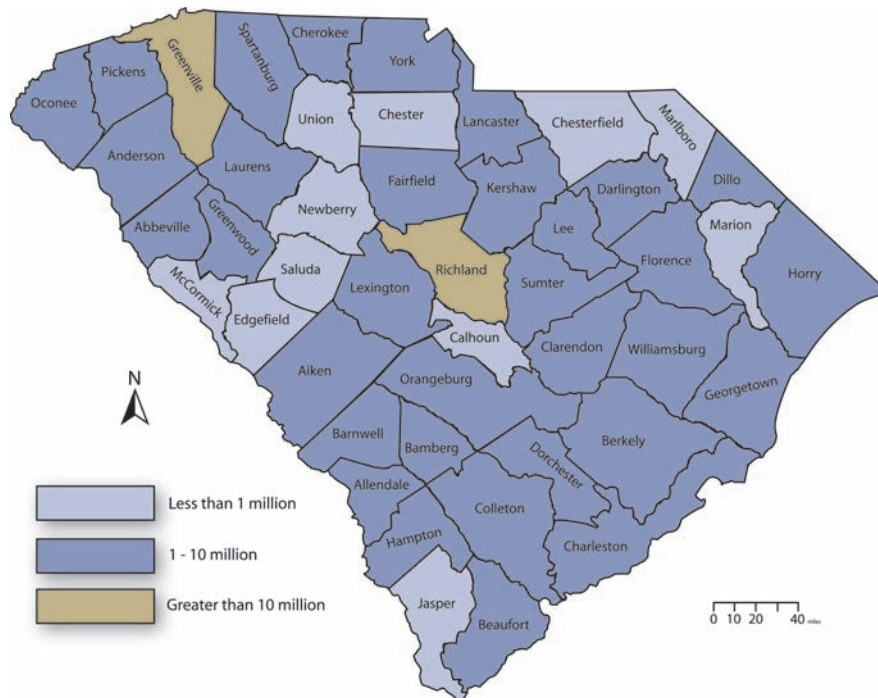 Cherokee
Spartanburg
Greenville
York
Pickens
Oconee
Union
Chester
Lancaster
Chesterfield
Marlboro
Anderson
Laurens
Fairfield
Kershaw
Darlington
Dillo
Newberry
Abbeville
Greenwood
Lee
Marion
Richland
Saluda
Florence
Horry
McCormick
Lexington
Sumter
Edgefield
Calhoun
Clarendon
Williamsburg
Aiken
N
Orangeburg
Georgetown
Barnwell
Bamberg
Berkely
Dorchester
Allendale
Colleton
Less than 1 million
Hampton
Charleston
1 - 10 million
Jasper
Greater than 10 million
Beaufort
0 10 20 40 miles